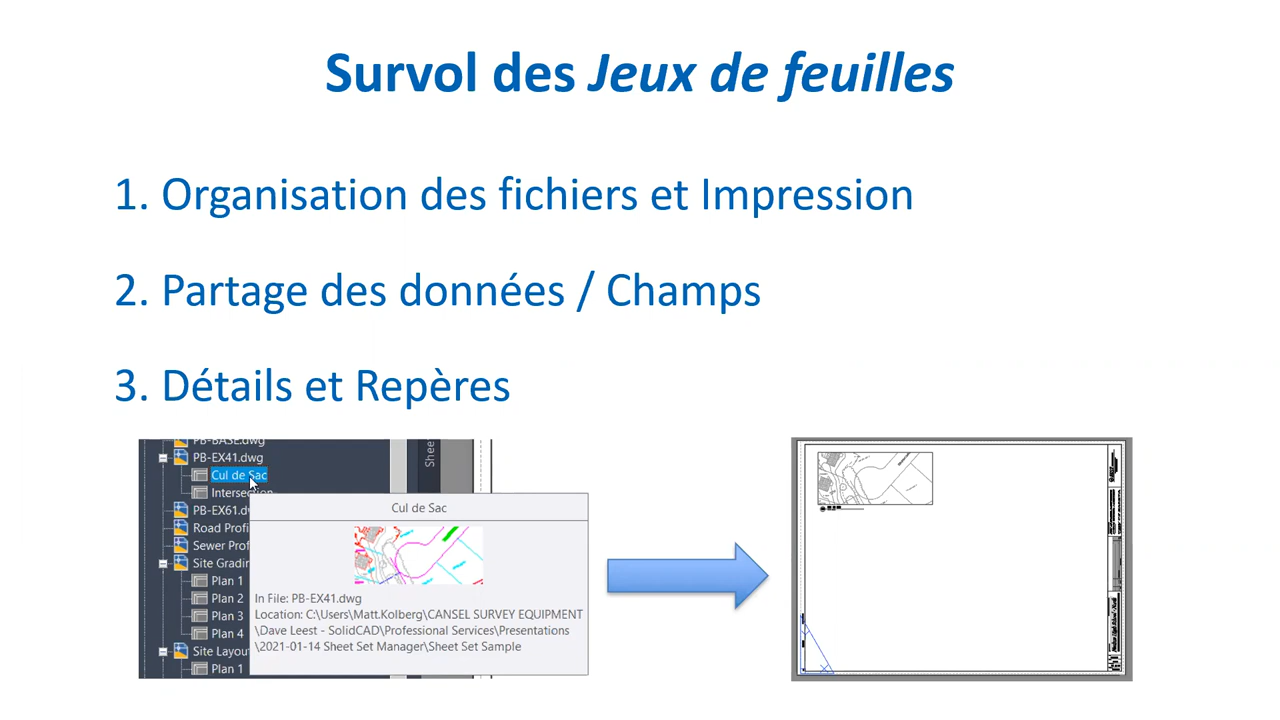 Survol des Jeux de feuilles
1. Organisation des fichiers et Impression
2. Partage des données / Champs
3. Détails et Repères
PB-BASE.dwg
PB-EX41.dwg
Cul de Sac
Intersection
PB-EX61.dw
Road Profi
Sewer Prof
Site Gradin
Plan 1
Plan 2
Plan 3
Plan 4
Site Layou
Plan 1
Shee
Cul de Sac
In File: PB-EX41.dwg
Location: C:\Users\Matt.Kolberg\CANSEL SURVEY EQUIPMENT
\Dave Leest - SolidCAD\Professional Services\Presentations
\2021-01-14 Sheet Set Manager\Sheet Set Sample